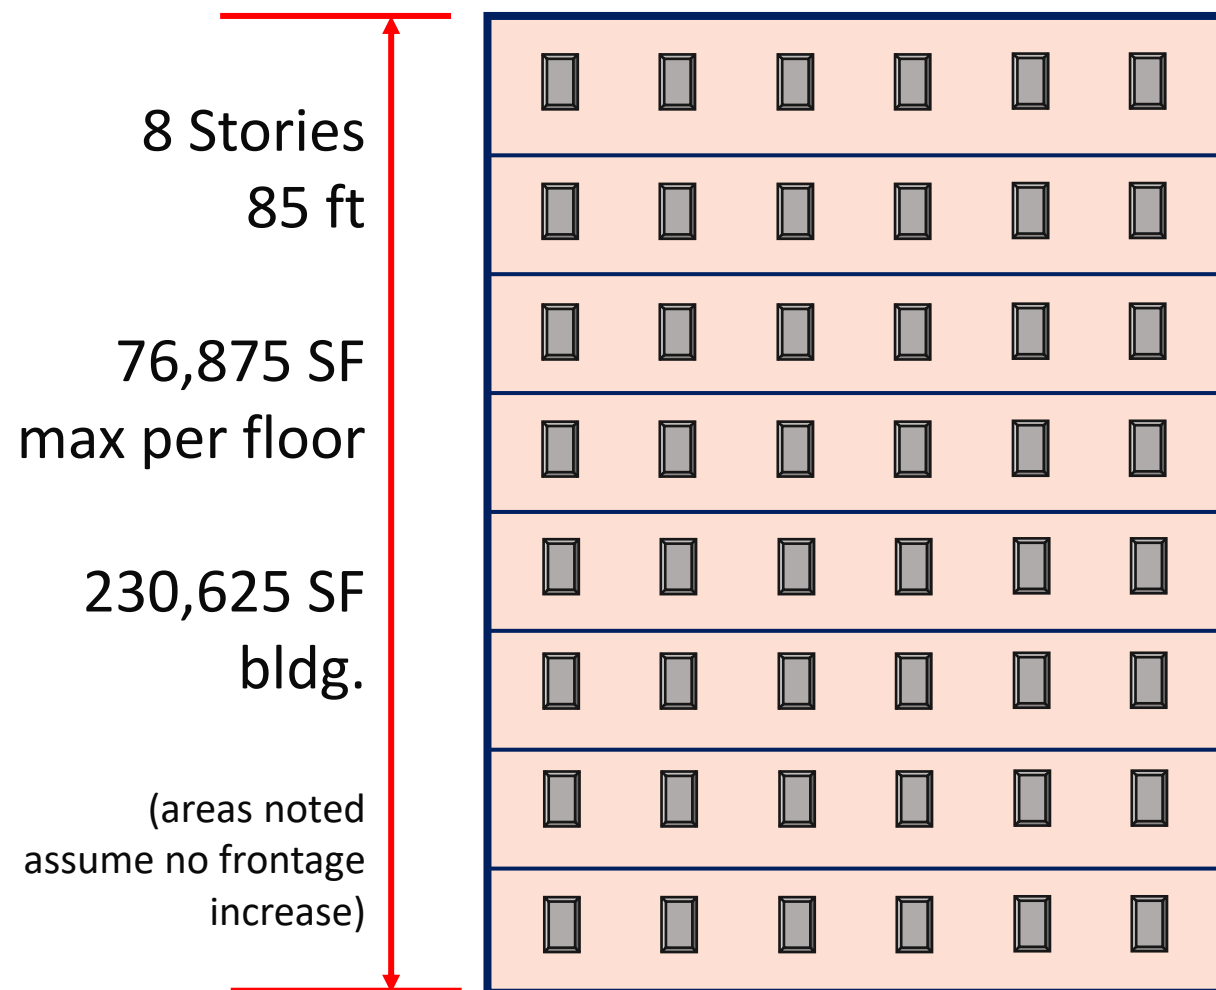 8 Stories
85 ft
76,875 SF
max per floor
230,625 SF
bldg.
(areas noted
assume no frontage
increase)